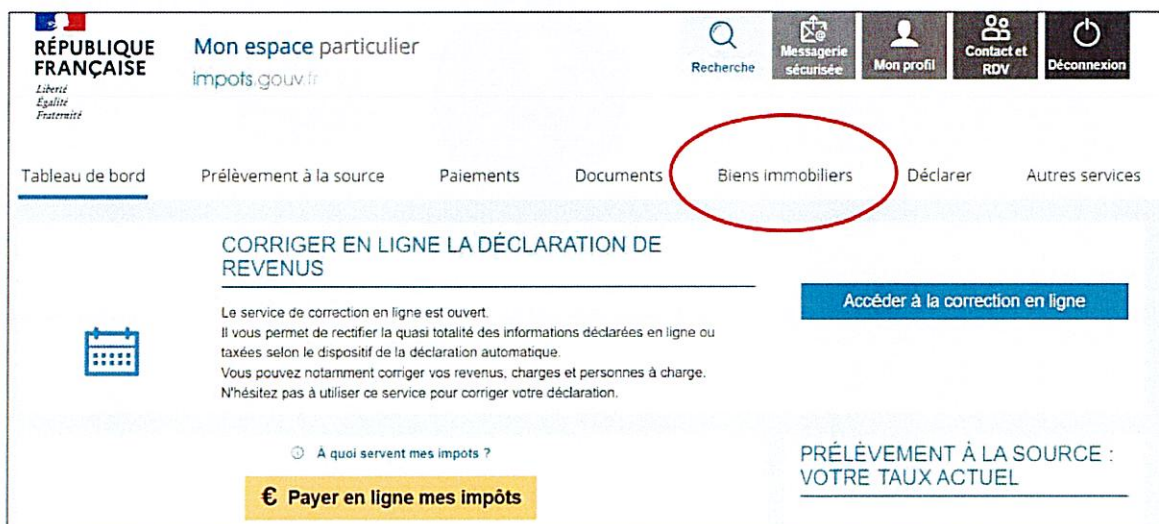 RÉPUBLIQUE
FRANÇAISE
Liberté
Égalité
Fraternité
Mon espace particulier
impots.gouv.fr
Recherche
Messagerie
sécurisée
Mon profil
Contact et
RDV
Déconnexion
Tableau de bord
Prélèvement à la source
Paiements
Documents
Biens immobiliers
Déclarer
Autres services
CORRIGER EN LIGNE LA DÉCLARATION DE
REVENUS
Le service de correction en ligne est ouvert.
Il vous permet de rectifier la quasi totalité des informations déclarées en ligne ou
taxées selon le dispositif de la déclaration automatique.
Vous pouvez notamment corriger vos revenus, charges et personnes à charge.
N'hésitez pas à utiliser ce service pour corriger votre déclaration.
Accéder à la correction en ligne
À quoi servent mes impots ?
€ Payer en ligne mes impôts
PRÉLÈVEMENT À LA SOURCE :
VOTRE TAUX ACTUEL